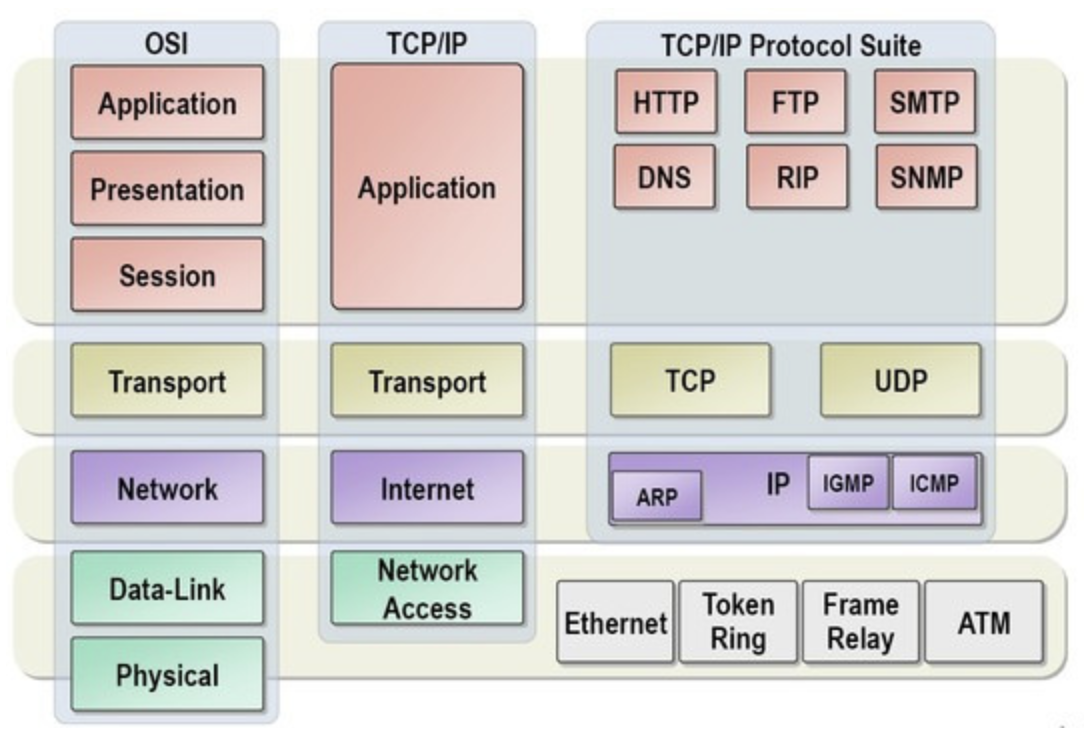 OSI
TCP/IP
TCP/IP Protocol Suite
Application
Presentation
Session
Application
HTTP
FTP
SMTP
DNS
RIP
SNMP
Transport
Transport
TCP
UDP
Network
Internet
ARP
IP
IGMP
ICMP
Data-Link
Physical
Network
Access
Ethernet
Token
Ring
Frame
Relay
ATM